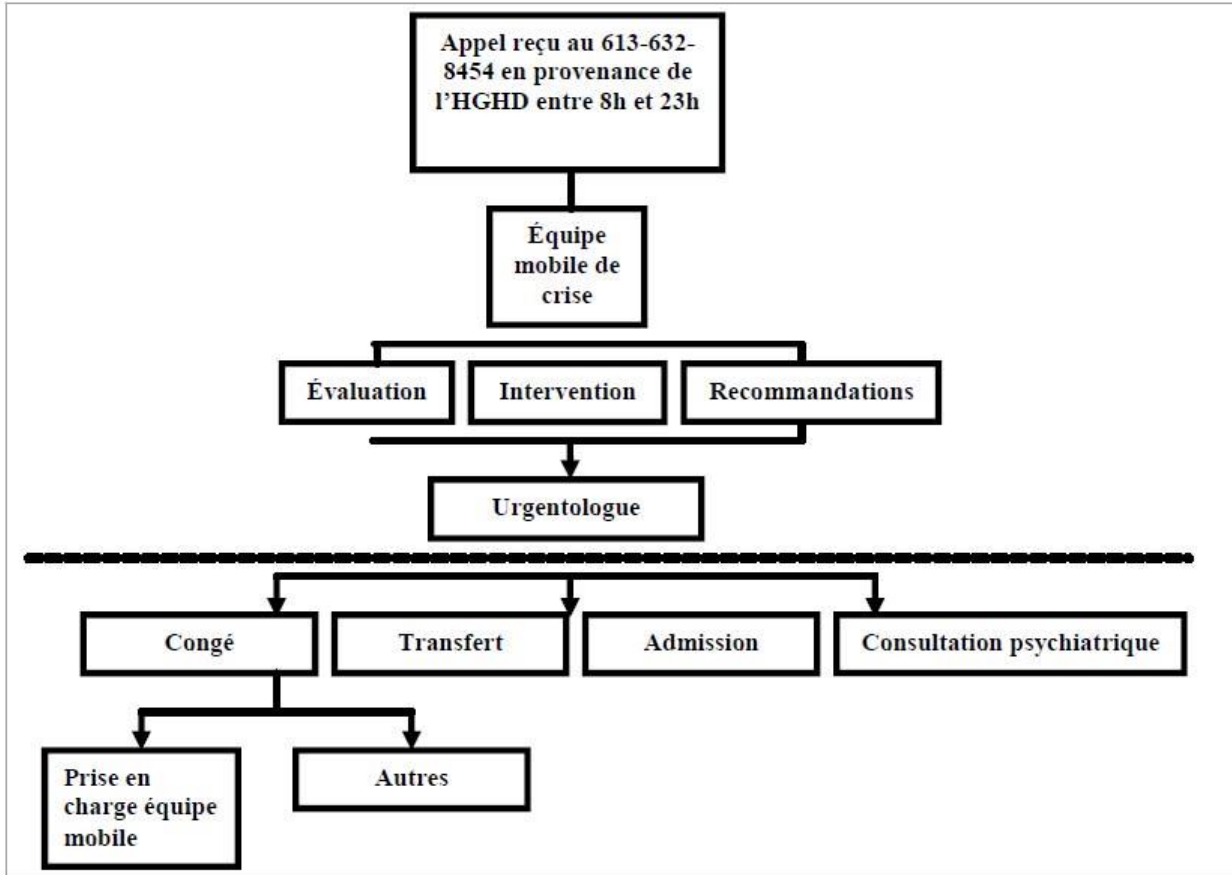 Appel reçu au 613-632-
8454 en provenance de
l'HGHD entre 8h et 23h
Équipe
mobile de
crise
Évaluation
Intervention
Recommandations
Urgentologue
Congé
Transfert
Admission
Consultation psychiatrique
Prise en
charge équipe
mobile
Autres